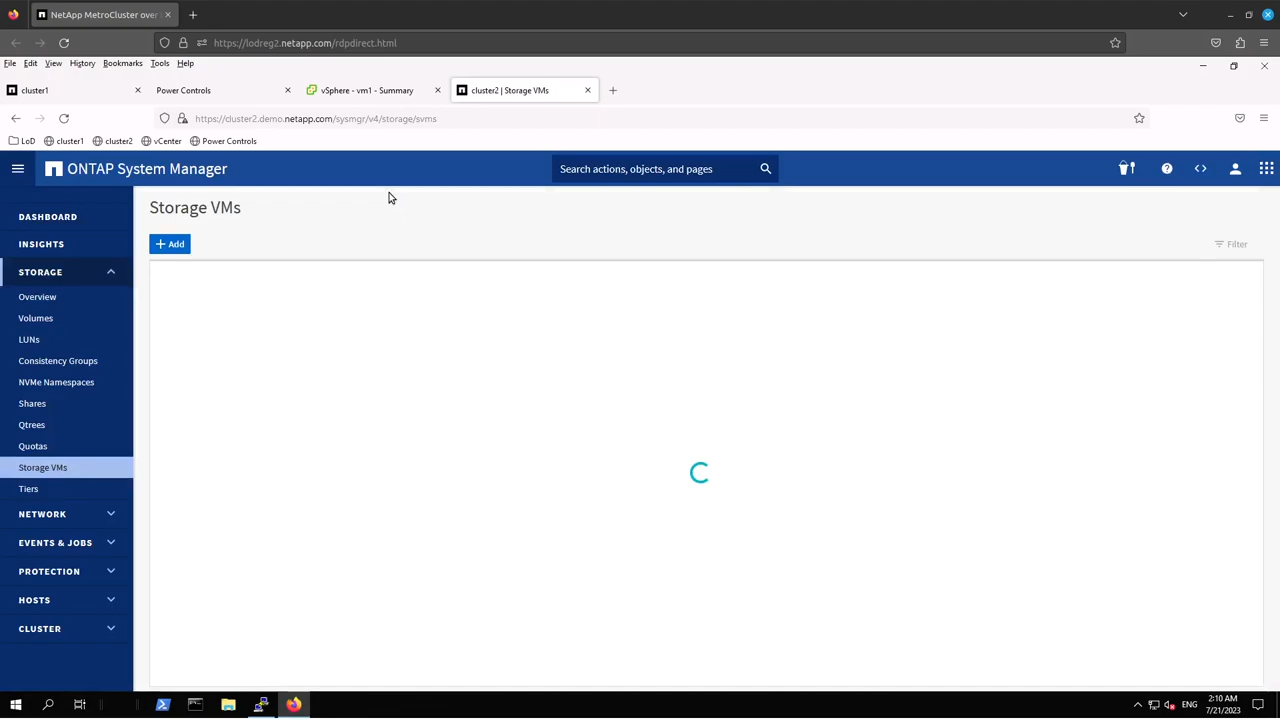 NetApp MetroCluster over
https://lodreg2.netapp.com/rdpdirect.html
File Edit View History Bookmarks Tools Help
cluster1
Power Controls
vSphere - vm1 - Summary
cluster2 | Storage VMs
https://cluster2.demo.netapp.com/sysmgr/v4/storage/svms
LoD cluster1 cluster2 vCenter Power Controls
ONTAP System Manager
Search actions, objects, and pages
DASHBOARD
INSIGHTS
STORAGE
Overview
Volumes
LUNs
Consistency Groups
NVMe Namespaces
Shares
Qtrees
Quotas
Storage VMs
Tiers
NETWORK
EVENTS & JOBS
PROTECTION
HOSTS
CLUSTER
Storage VMs
+ Add
Filter
ENG
2:10 AM
7/21/2023